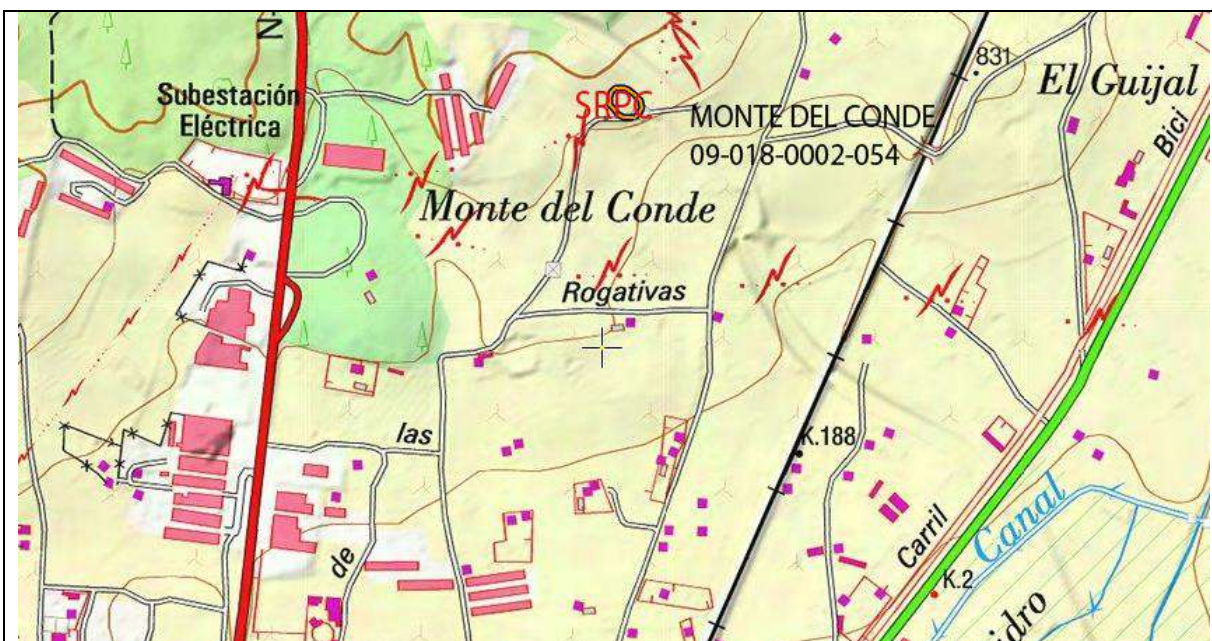 N-
831
El Guijal
Subestación
Eléctrica
SRPC
MONTE DEL CONDE
09-018-0002-054
Bici
Monte del Conde
Rogativas
las
K.188
de
Carril
Canal
K.2
idro